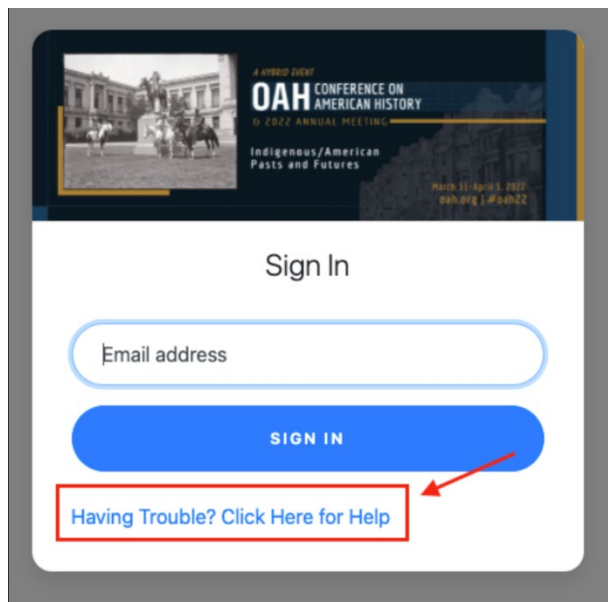 A HYBRID EVENT
OAH CONFERENCE ON
AMERICAN HISTORY
& 2022 ANNUAL MEETING
Indigenous/American
Pasts and Futures
March 31-April 3, 2022
oah.org | #oah22
Sign In
Email address
SIGN IN
Having Trouble? Click Here for Help